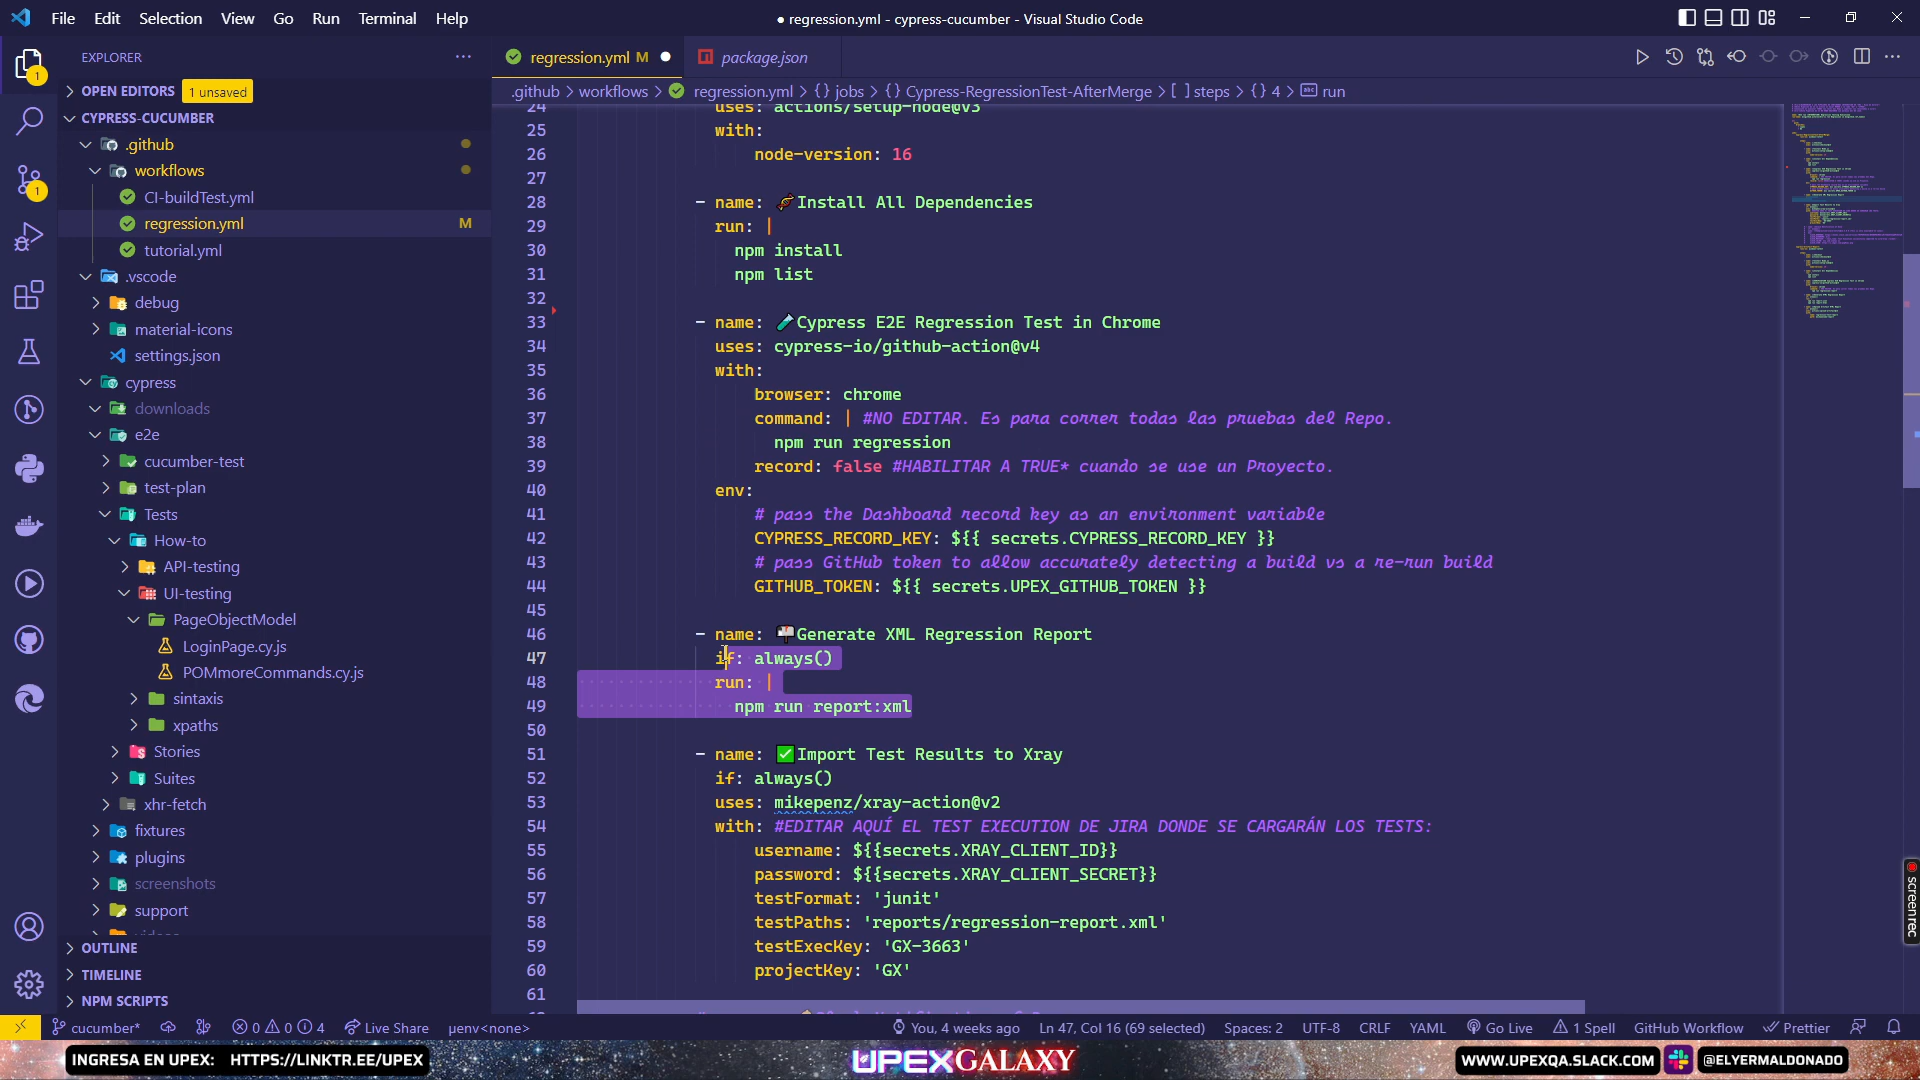 File Edit Selection View Go Run Terminal Help
● regression.yml - cypress-cucumber - Visual Studio Code
EXPLORER
OPEN EDITORS 1 unsaved
CYPRESS-CUCUMBER
.github
workflows
CI-buildTest.yml
regression.yml M
tutorial.yml
.vscode
debug
material-icons
settings.json
cypress
downloads
e2e
cucumber-test
test-plan
Tests
How-to
API-testing
UI-testing
PageObjectModel
LoginPage.cy.js
POMmoreCommands.cy.js
sintaxis
xpaths
Stories
Suites
xhr-fetch
fixtures
plugins
screenshots
support
videos
OUTLINE
TIMELINE
NPM SCRIPTS
regression.yml M ● package.json
.github > workflows > regression.yml > {} jobs > {} Cypress-RegressionTest-AfterMerge > [ ] steps > {} 4 > run
24 uses: actions/setup-node@v3
25 with:
26 node-version: 16
27
28 - name: 🧨Install All Dependencies
29 run: |
30 npm install
31 npm list
32
33 - name: 🧪Cypress E2E Regression Test in Chrome
34 uses: cypress-io/github-action@v4
35 with:
36 browser: chrome
37 command: | #NO EDITAR. Es para correr todas las pruebas del Repo.
38 npm run regression
39 record: false #HABILITAR A TRUE* cuando se use un Proyecto.
40 env:
41 # pass the Dashboard record key as an environment variable
42 CYPRESS_RECORD_KEY: ${{ secrets.CYPRESS_RECORD_KEY }}
43 # pass GitHub token to allow accurately detecting a build vs a re-run build
44 GITHUB_TOKEN: ${{ secrets.UPEX_GITHUB_TOKEN }}
45
46 - name: 📬Generate XML Regression Report
47 if: always()
48 run: |
49 npm run report:xml
50
51 - name: ✅Import Test Results to Xray
52 if: always()
53 uses: mikepenz/xray-action@v2
54 with: #EDITAR AQUÍ EL TEST EXECUTION DE JIRA DONDE SE CARGARÁN LOS TESTS:
55 username: ${{secrets.XRAY_CLIENT_ID}}
56 password: ${{secrets.XRAY_CLIENT_SECRET}}
57 testFormat: 'junit'
58 testPaths: 'reports/regression-report.xml'
59 testExecKey: 'GX-3663'
60 projectKey: 'GX'
61
screenrec
cucumber* 0 0 4 Live Share µenv<none> You, 4 weeks ago Ln 47, Col 16 (69 selected) Spaces: 2 UTF-8 CRLF YAML Go Live 1 Spell GitHub Workflow Prettier
INGRESA EN UPEX: HTTPS://LINKTR.EE/UPEX
UPEXGALAXY
WWW.UPEXQA.SLACK.COM @ELYERMALDONADO